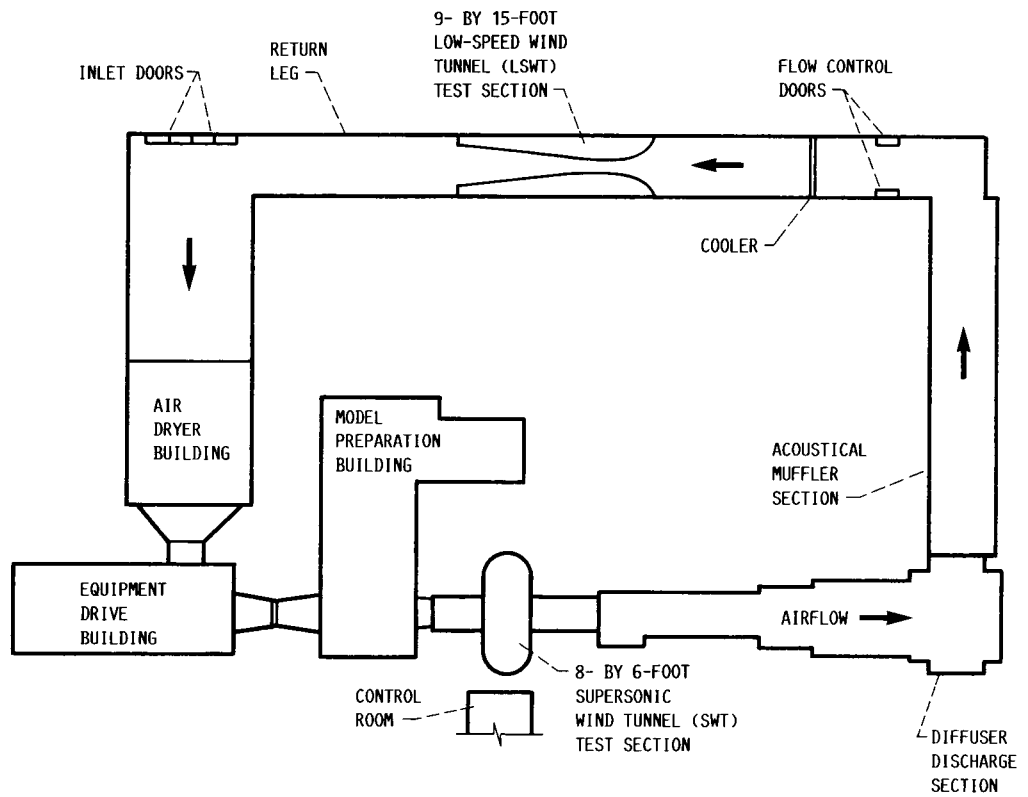 9- BY 15-FOOT
LOW-SPEED WIND
TUNNEL (LSWT)
TEST SECTION
RETURN
LEG
INLET DOORS
FLOW CONTROL
DOORS
COOLER
AIR
DRYER
BUILDING
MODEL
PREPARATION
BUILDING
ACOUSTICAL
MUFFLER
SECTION
EQUIPMENT
DRIVE
BUILDING
AIRFLOW
CONTROL
ROOM
8- BY 6-FOOT
SUPERSONIC
WIND TUNNEL (SWT)
TEST SECTION
DIFFUSER
DISCHARGE
SECTION